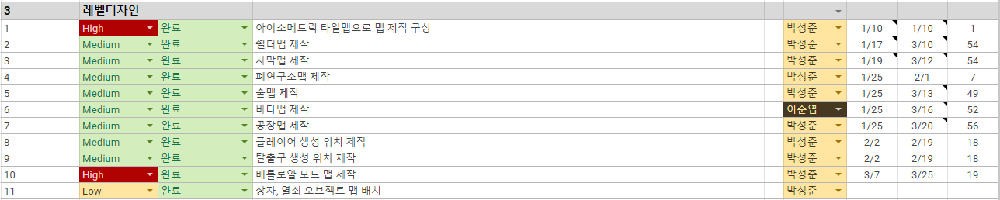 3 레벨디자인
1 High 완료 아이소메트릭 타일맵으로 맵 제작 구상 박성준 1/10 1/10 1
2 Medium 완료 쉘터맵 제작 박성준 1/17 3/10 54
3 Medium 완료 사막맵 제작 박성준 1/19 3/12 54
4 Medium 완료 폐연구소맵 제작 박성준 1/25 2/1 7
5 Medium 완료 숲맵 제작 박성준 1/25 3/13 49
6 Medium 완료 바다맵 제작 이준엽 1/25 3/16 52
7 Medium 완료 공장맵 제작 박성준 1/25 3/20 56
8 Medium 완료 플레이어 생성 위치 제작 박성준 2/2 2/19 18
9 Medium 완료 탈출구 생성 위치 제작 박성준 2/2 2/19 18
10 High 완료 배틀로얄 모드 맵 제작 박성준 3/7 3/25 19
11 Low 완료 상자, 열쇠 오브젝트 맵 배치 박성준